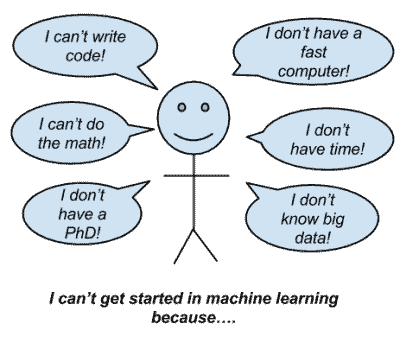 I can't write
code!
I don't have a
fast
computer!
I can't do
the math!
I don't
have time!
I don't
have a
PhD!
I don't
know big
data!
I can't get started in machine learning
because....